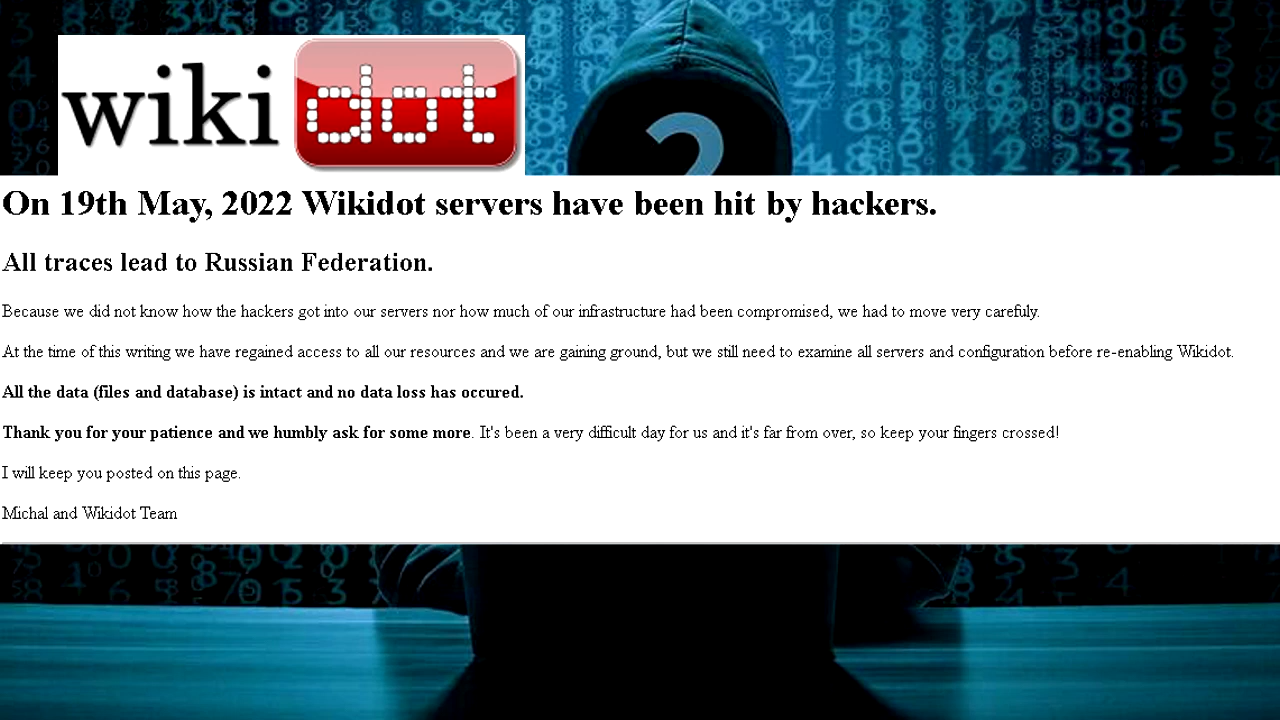 wikidot
?
On 19th May, 2022 Wikidot servers have been hit by hackers.
All traces lead to Russian Federation.
Because we did not know how the hackers got into our servers nor how much of our infrastructure had been compromised, we had to move very carefuly.
At the time of this writing we have regained access to all our resources and we are gaining ground, but we still need to examine all servers and configuration before re-enabling Wikidot.
All the data (files and database) is intact and no data loss has occured.
Thank you for your patience and we humbly ask for some more. It's been a very difficult day for us and it's far from over, so keep your fingers crossed!
I will keep you posted on this page.
Michal and Wikidot Team